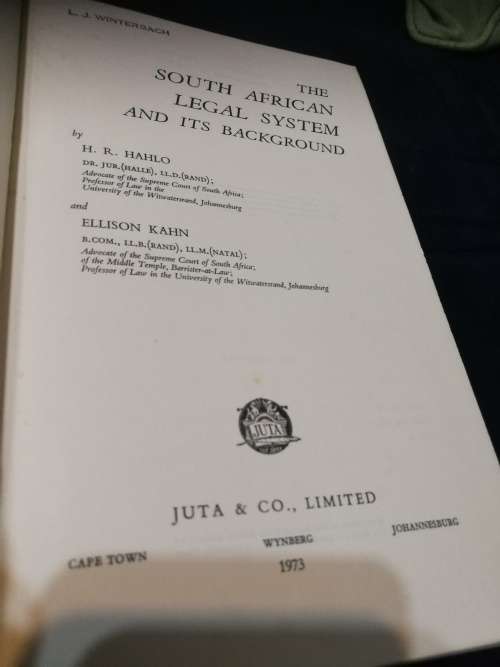 L. J. WINTERBACH
THE
SOUTH AFRICAN
LEGAL SYSTEM
AND ITS BACKGROUND
by
H. R. HAHLO
DR. JUR.(HALLE), LL.D.(RAND);
Advocate of the Supreme Court of South Africa;
Professor of Law in the
University of the Witwatersrand, Johannesburg
and
ELLISON KAHN
B.COM., LL.B.(RAND), LL.M.(NATAL);
Advocate of the Supreme Court of South Africa;
of the Middle Temple, Barrister-at-Law;
Professor of Law in the University of the Witwatersrand, Johannesburg
JUTA
JUTA & CO., LIMITED
CAPE TOWN WYNBERG JOHANNESBURG
1973